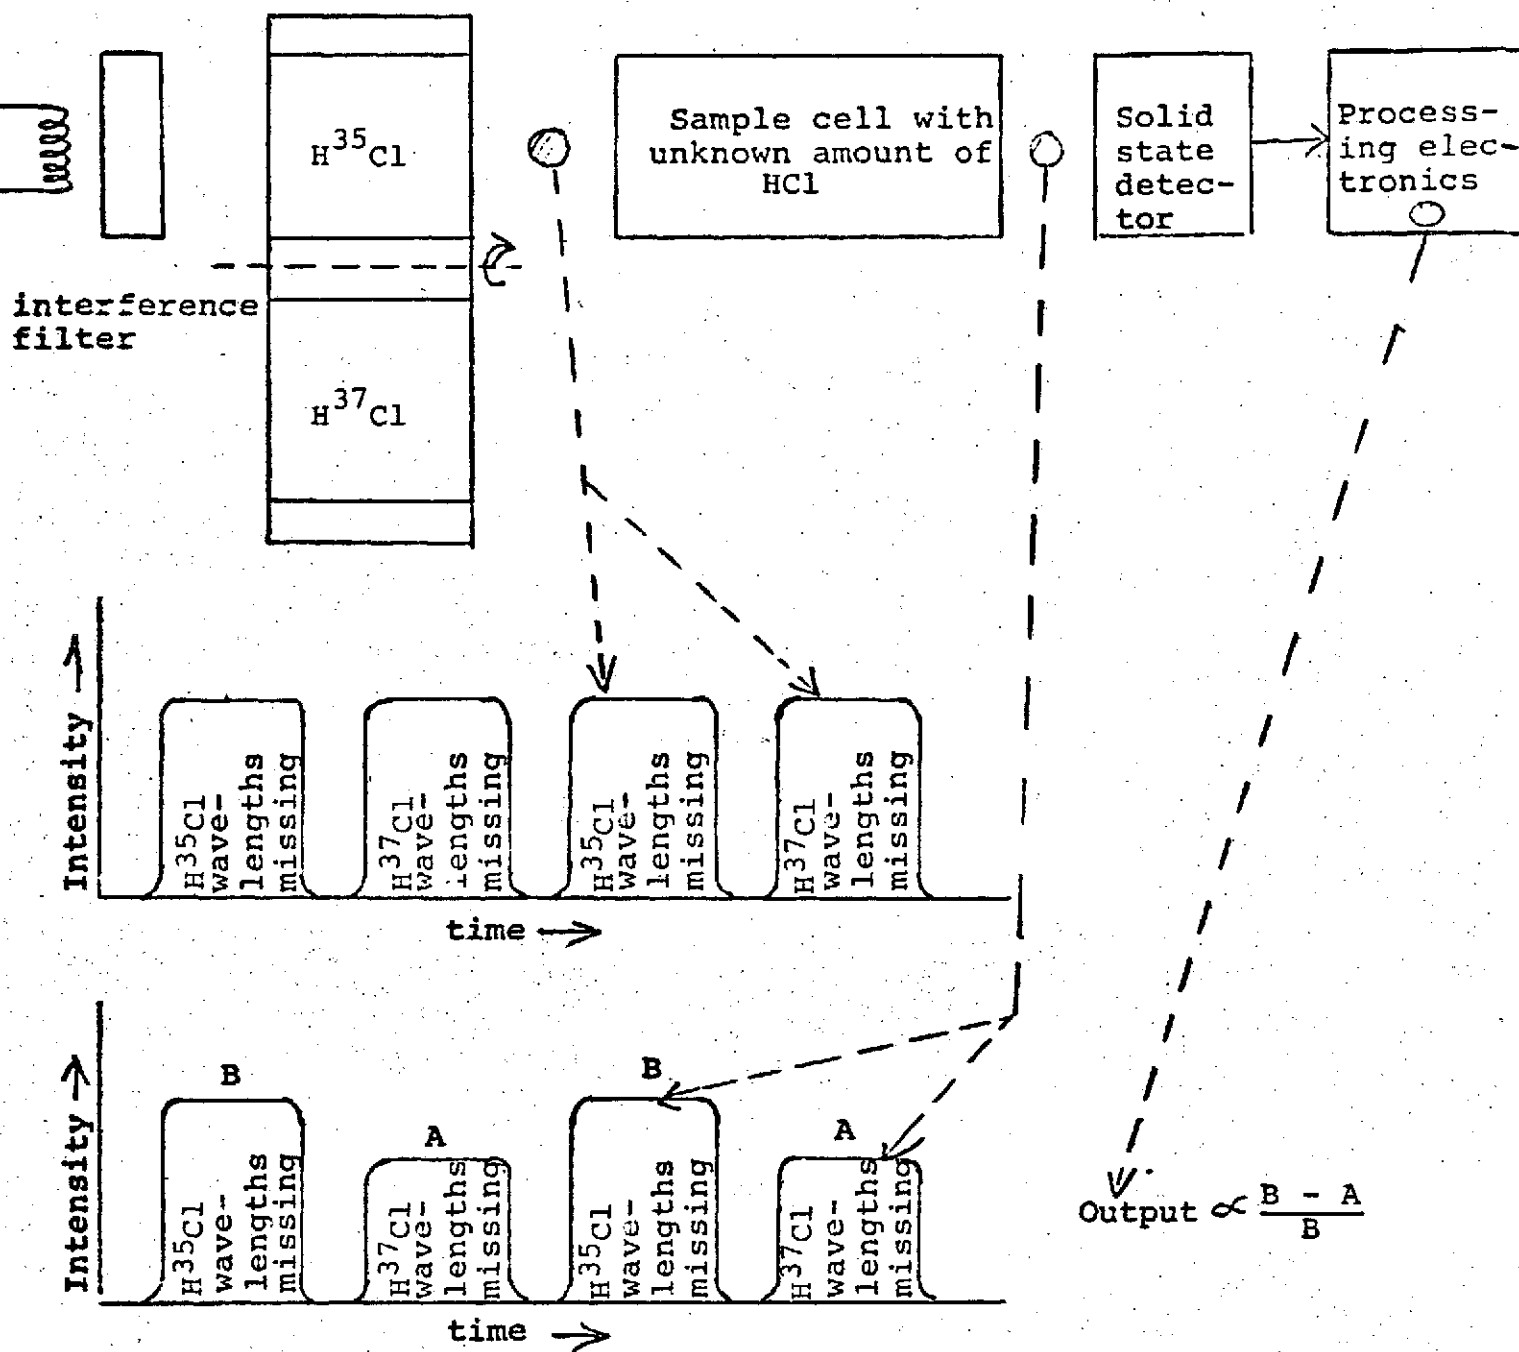 H³⁵Cl
Sample cell with
unknown amount of
HCl
Solid
state
detec-
tor
Process-
ing elec-
tronics
interference
filter
H³⁷Cl
Intensity
H³⁵Cl
wave-
lengths
missing
H³⁷Cl
wave-
lengths
missing
H³⁵Cl
wave-
lengths
missing
H³⁷Cl
wave-
lengths
missing
time
Intensity
B
H³⁵Cl
wave-
lengths
missing
A
H³⁷Cl
wave-
lengths
missing
B
H³⁵Cl
wave-
lengths
missing
A
H³⁷Cl
wave-
lengths
missing
time
Output ∝ B - A
B